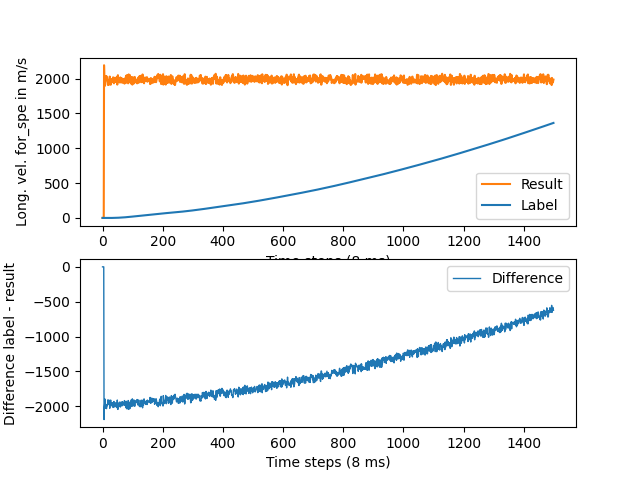 Long. vel. for_spe in m/s
2000
1500
1000
500
0
Result
Label
0 200 400 600 800 1000 1200 1400
Time steps (8 ms)
Difference label - result
0
−500
−1000
−1500
−2000
Difference
0 200 400 600 800 1000 1200 1400
Time steps (8 ms)